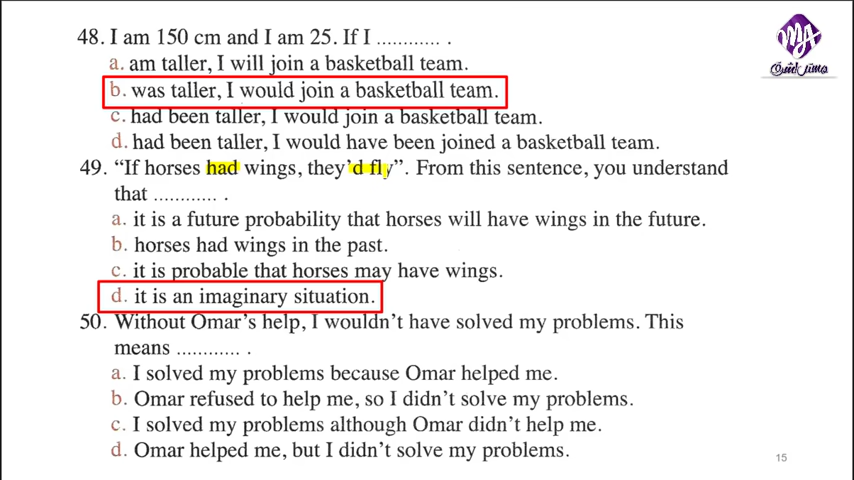 48. I am 150 cm and I am 25. If I ............ .
a. am taller, I will join a basketball team.
b. was taller, I would join a basketball team.
c. had been taller, I would join a basketball team.
d. had been taller, I would have been joined a basketball team.
49. “If horses had wings, they’d fly”. From this sentence, you understand
that ............ .
a. it is a future probability that horses will have wings in the future.
b. horses had wings in the past.
c. it is probable that horses may have wings.
d. it is an imaginary situation.
50. Without Omar’s help, I wouldn’t have solved my problems. This
means ............ .
a. I solved my problems because Omar helped me.
b. Omar refused to help me, so I didn’t solve my problems.
c. I solved my problems although Omar didn’t help me.
d. Omar helped me, but I didn’t solve my problems.
15